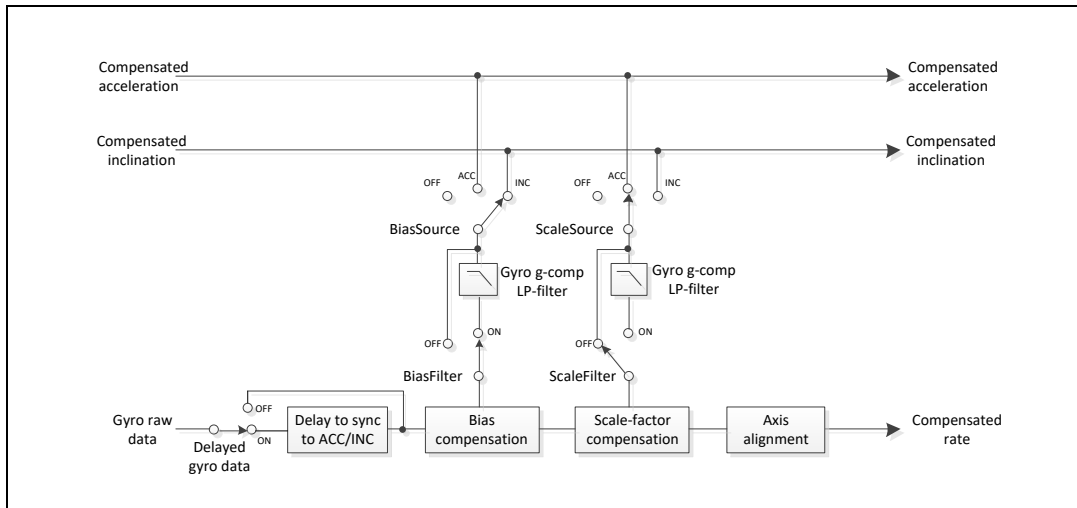 Compensated
acceleration
Compensated
acceleration
Compensated
inclination
Compensated
inclination
OFF
ACC
INC
OFF
ACC
INC
BiasSource
ScaleSource
Gyro g-comp
LP-filter
Gyro g-comp
LP-filter
OFF
ON
OFF
ON
BiasFilter
ScaleFilter
OFF
Gyro raw
data
ON
Delayed
gyro data
Delay to sync
to ACC/INC
Bias
compensation
Scale-factor
compensation
Axis
alignment
Compensated
rate